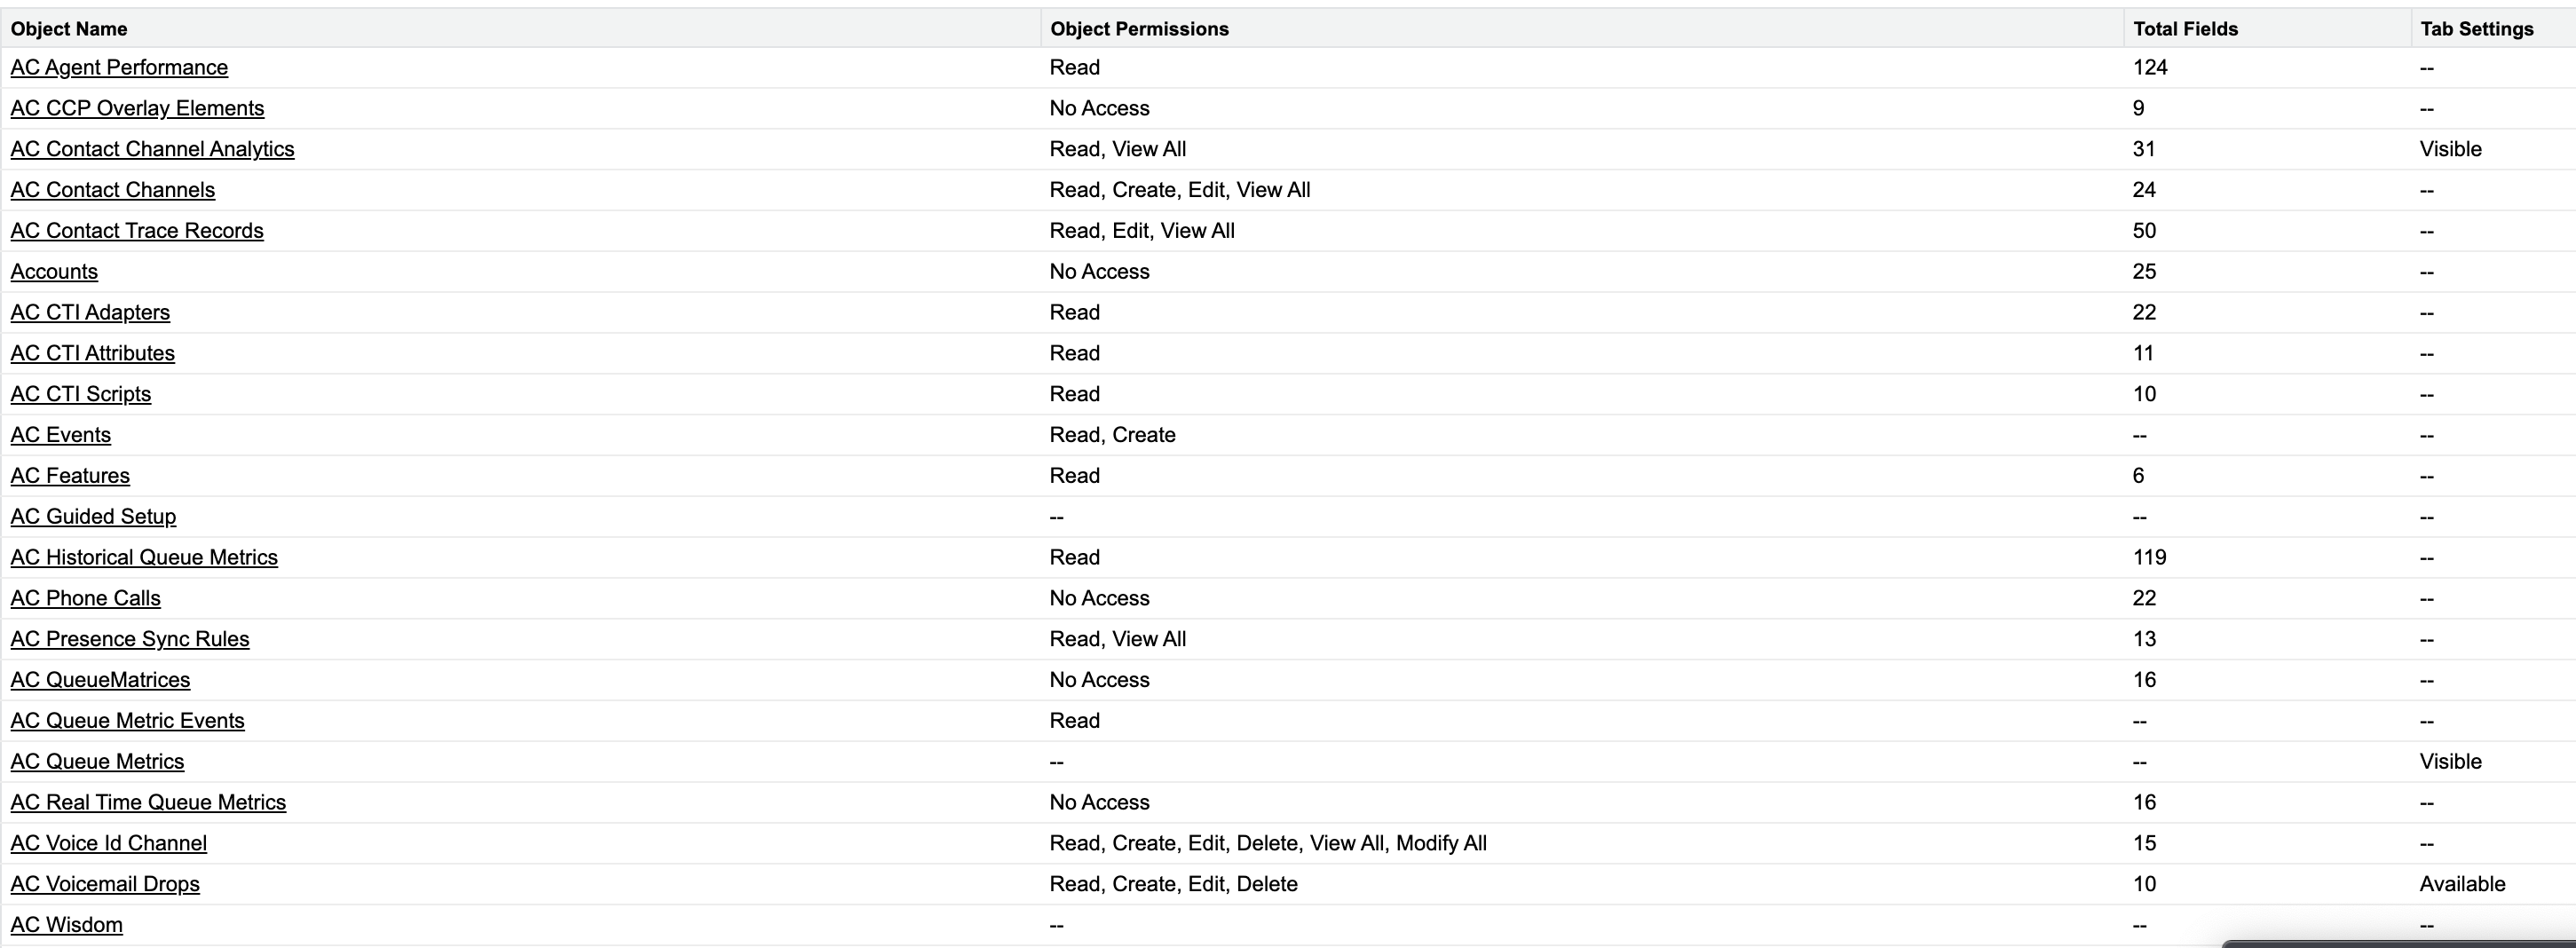 Object Name Object Permissions Total Fields Tab Settings
AC Agent Performance Read 124 --
AC CCP Overlay Elements No Access 9 --
AC Contact Channel Analytics Read, View All 31 Visible
AC Contact Channels Read, Create, Edit, View All 24 --
AC Contact Trace Records Read, Edit, View All 50 --
Accounts No Access 25 --
AC CTI Adapters Read 22 --
AC CTI Attributes Read 11 --
AC CTI Scripts Read 10 --
AC Events Read, Create -- --
AC Features Read 6 --
AC Guided Setup -- -- --
AC Historical Queue Metrics Read 119 --
AC Phone Calls No Access 22 --
AC Presence Sync Rules Read, View All 13 --
AC QueueMatrices No Access 16 --
AC Queue Metric Events Read -- --
AC Queue Metrics -- -- Visible
AC Real Time Queue Metrics No Access 16 --
AC Voice Id Channel Read, Create, Edit, Delete, View All, Modify All 15 --
AC Voicemail Drops Read, Create, Edit, Delete 10 Available
AC Wisdom -- -- --